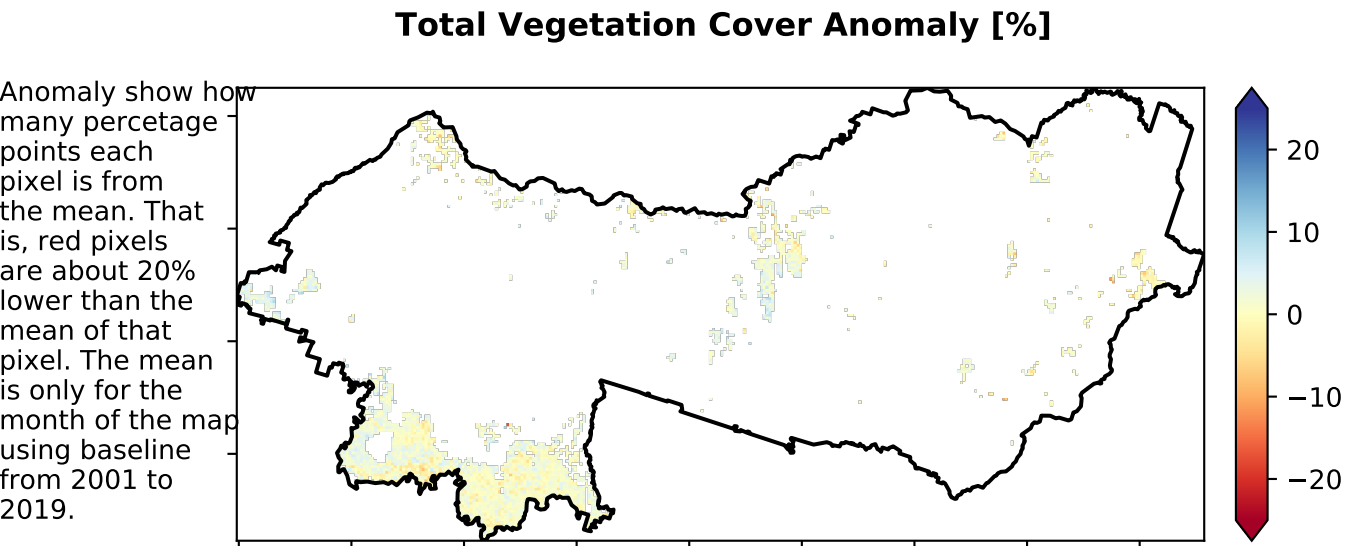 Total Vegetation Cover Anomaly [%]
Anomaly show how
many percetage
points each
pixel is from
the mean. That
is, red pixels
are about 20%
lower than the
mean of that
pixel. The mean
is only for the
month of the map
using baseline
from 2001 to
2019.
20
10
0
−10
−20